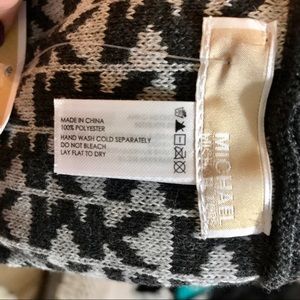 MADE IN CHINA
100% POLYESTER
HAND WASH COLD SEPARATELY
DO NOT BLEACH
LAY FLAT TO DRY
MICHAEL